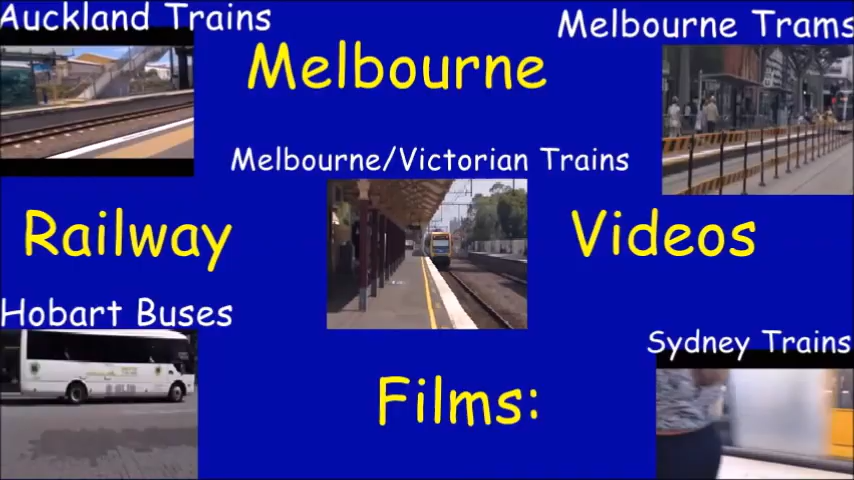 Auckland Trains
Melbourne Trams
Melbourne
Melbourne/Victorian Trains
Railway
Videos
Hobart Buses
Sydney Trains
Films: